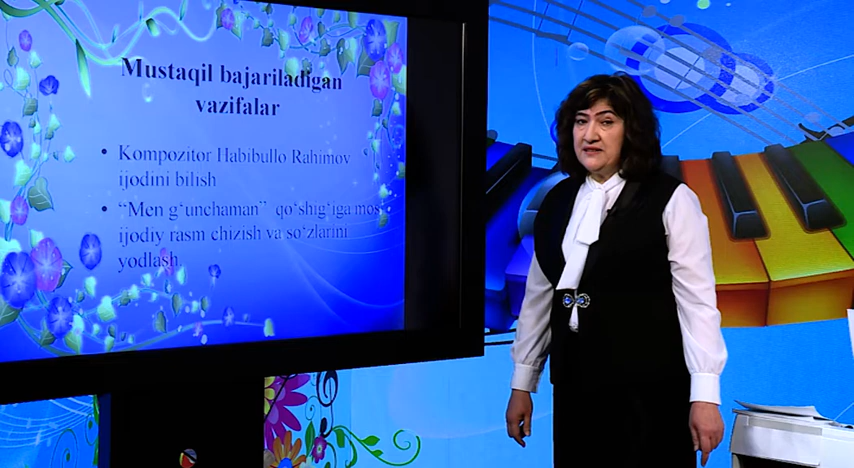 Mustaqil bajariladigan
vazifalar
• Kompozitor Habibullo Rahimov
ijodini bilish
• “Men g‘unchaman” qo‘shig‘iga mos
ijodiy rasm chizish va so‘zlarini
yodlash.